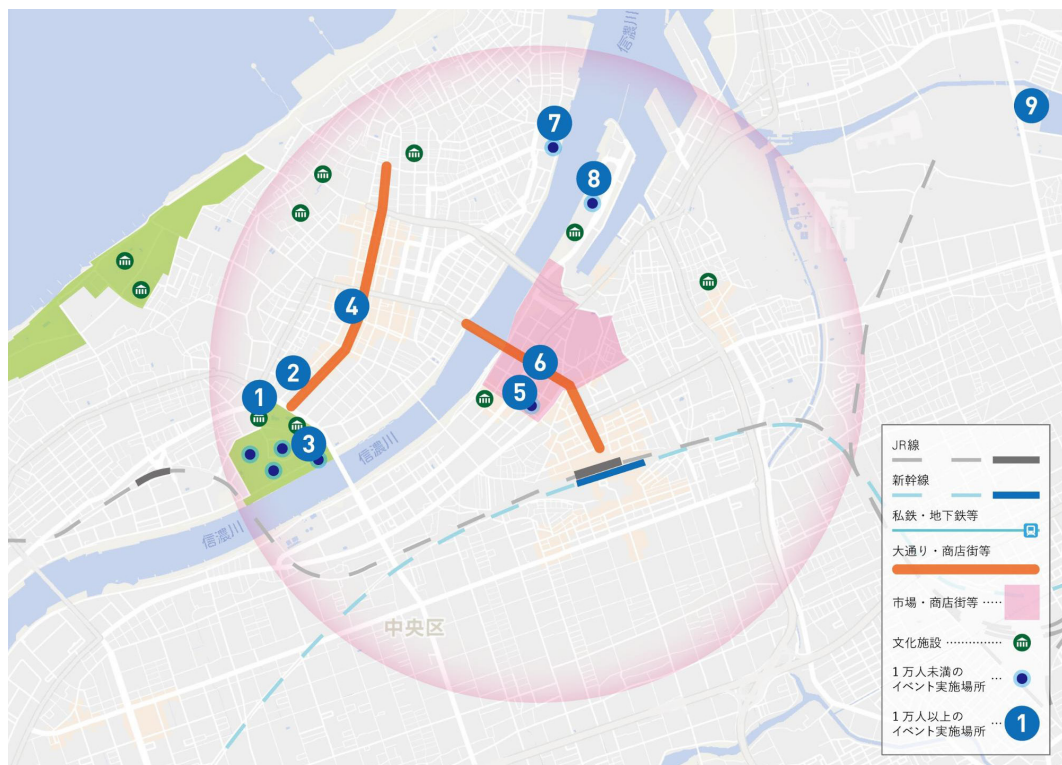 信濃川
7
9
8
4
2
6
1
5
3
信濃川
信濃川
中央区
JR線
新幹線
私鉄・地下鉄等
大通り・商店街等
市場・商店街等 ……
文化施設 ……………
1万人未満の
イベント実施場所 …
1万人以上の
イベント実施場所 … 1